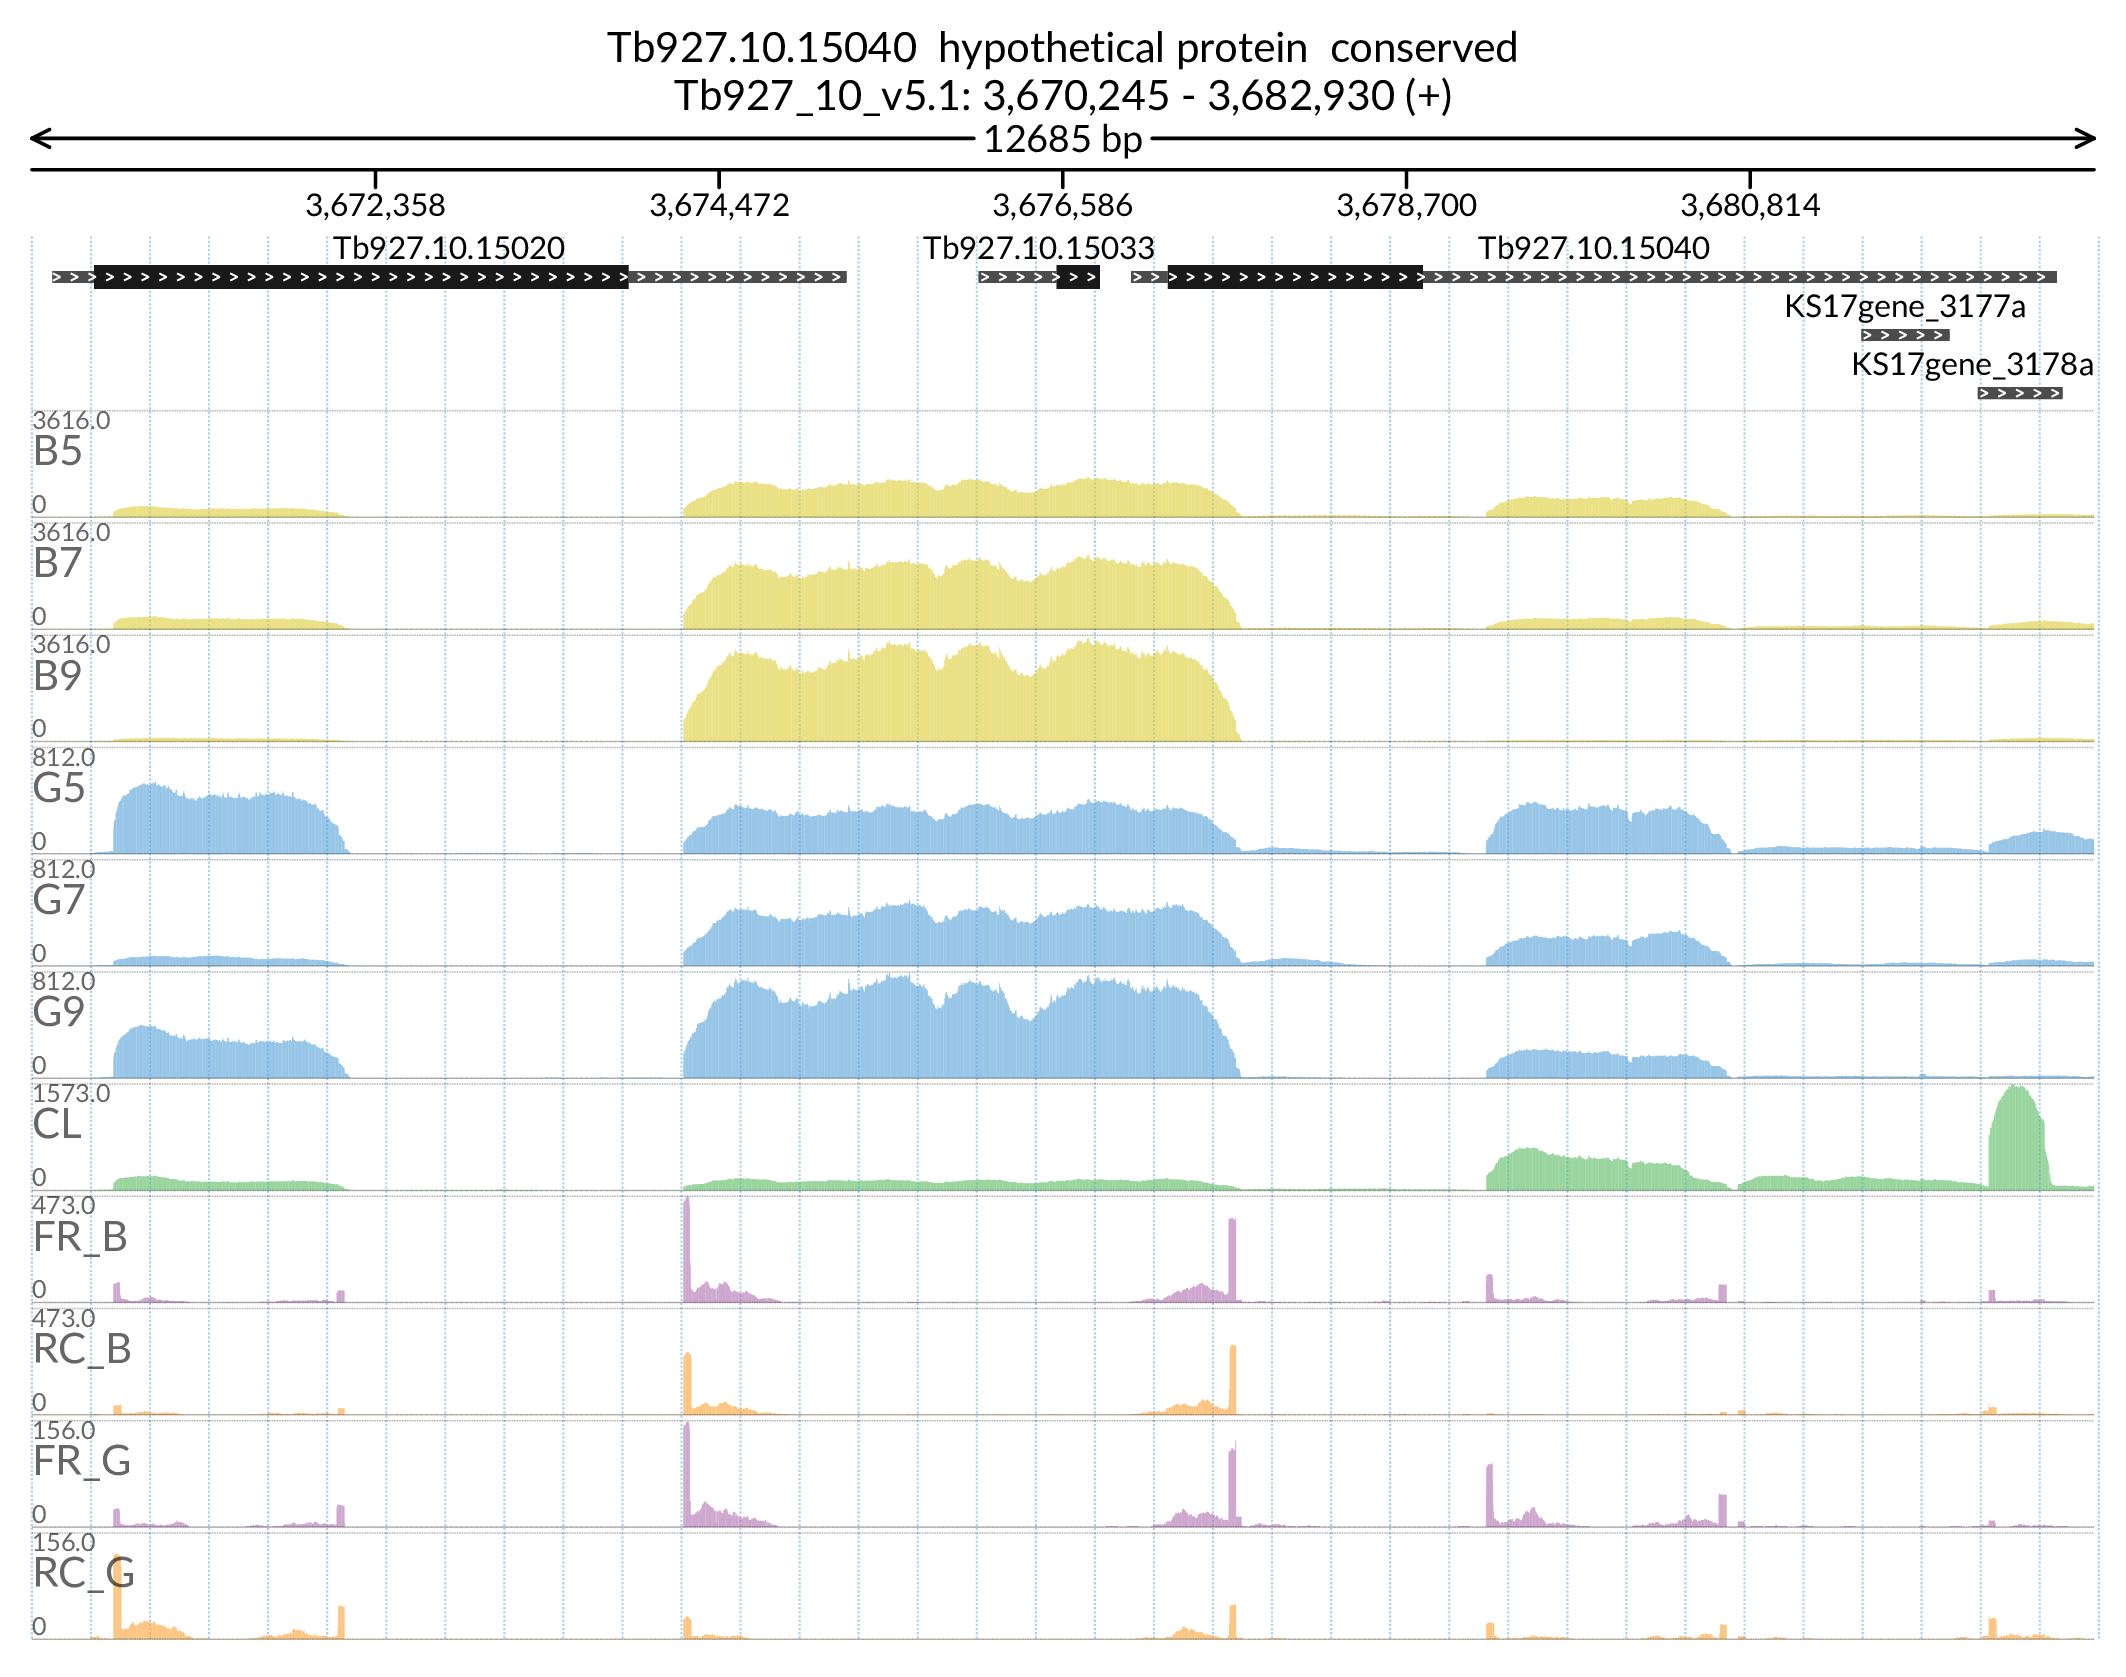 Tb927.10.15040  hypothetical protein  conserved
Tb927_10_v5.1: 3,670,245 - 3,682,930 (+)
12685 bp
3,672,358 3,674,472 3,676,586 3,678,700 3,680,814
Tb927.10.15020 Tb927.10.15033 Tb927.10.15040
KS17gene_3177a
KS17gene_3178a
3616.0
B5
0
3616.0
B7
0
3616.0
B9
0
812.0
G5
0
812.0
G7
0
812.0
G9
0
1573.0
CL
0
473.0
FR_B
0
473.0
RC_B
0
156.0
FR_G
0
156.0
RC_G
0